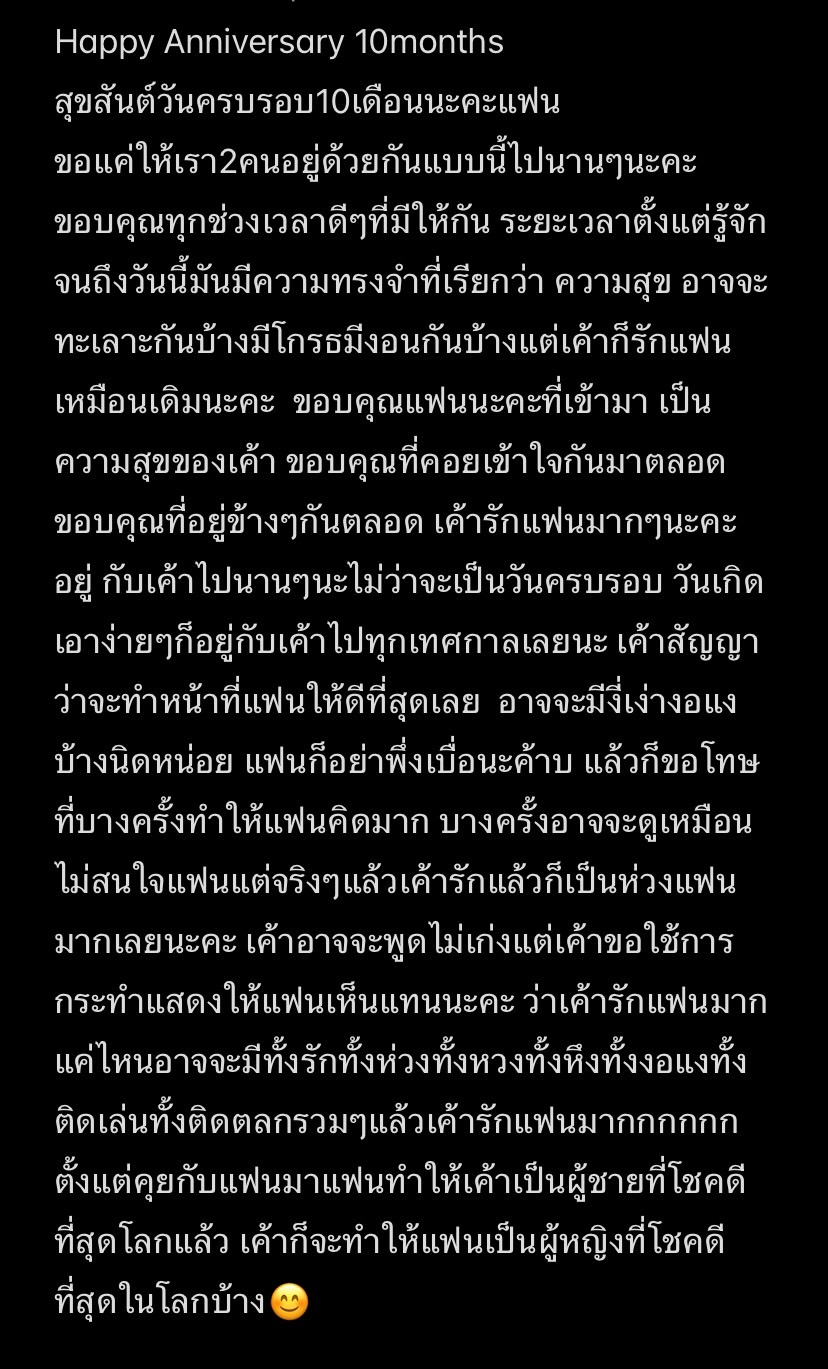 Happy Anniversary 10months
สุขสันต์วันครบรอบ10เดือนนะคะแฟน
ขอแค่ให้เรา2คนอยู่ด้วยกันแบบนี้ไปนานๆนะคะ
ขอบคุณทุกช่วงเวลาดีๆที่มีให้กัน ระยะเวลาตั้งแต่รู้จัก
จนถึงวันนี้มันมีความทรงจำที่เรียกว่า ความสุข อาจจะ
ทะเลาะกันบ้างมีโกรธมีงอนกันบ้างแต่เค้าก็รักแฟน
เหมือนเดิมนะคะ  ขอบคุณแฟนนะคะที่เข้ามา เป็น
ความสุขของเค้า ขอบคุณที่คอยเข้าใจกันมาตลอด
ขอบคุณที่อยู่ข้างๆกันตลอด เค้ารักแฟนมากๆนะคะ
อยู่ กับเค้าไปนานๆนะไม่ว่าจะเป็นวันครบรอบ วันเกิด
เอาง่ายๆก็อยู่กับเค้าไปทุกเทศกาลเลยนะ เค้าสัญญา
ว่าจะทำหน้าที่แฟนให้ดีที่สุดเลย  อาจจะมีงี่เง่างอแง
บ้างนิดหน่อย แฟนก็อย่าพึ่งเบื่อนะค้าบ แล้วก็ขอโทษ
ที่บางครั้งทำให้แฟนคิดมาก บางครั้งอาจจะดูเหมือน
ไม่สนใจแฟนแต่จริงๆแล้วเค้ารักแล้วก็เป็นห่วงแฟน
มากเลยนะคะ เค้าอาจจะพูดไม่เก่งแต่เค้าขอใช้การ
กระทำแสดงให้แฟนเห็นแทนนะคะ ว่าเค้ารักแฟนมาก
แค่ไหนอาจจะมีทั้งรักทั้งห่วงทั้งหวงทั้งหึงทั้งงอแงทั้ง
ติดเล่นทั้งติดตลกรวมๆแล้วเค้ารักแฟนมากกกกกก
ตั้งแต่คุยกับแฟนมาแฟนทำให้เค้าเป็นผู้ชายที่โชคดี
ที่สุดโลกแล้ว เค้าก็จะทำให้แฟนเป็นผู้หญิงที่โชคดี
ที่สุดในโลกบ้าง😊